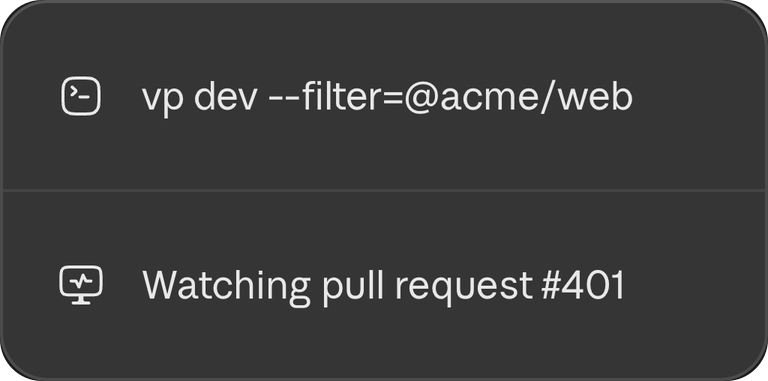 vp dev --filter=@acme/web
Watching pull request #401